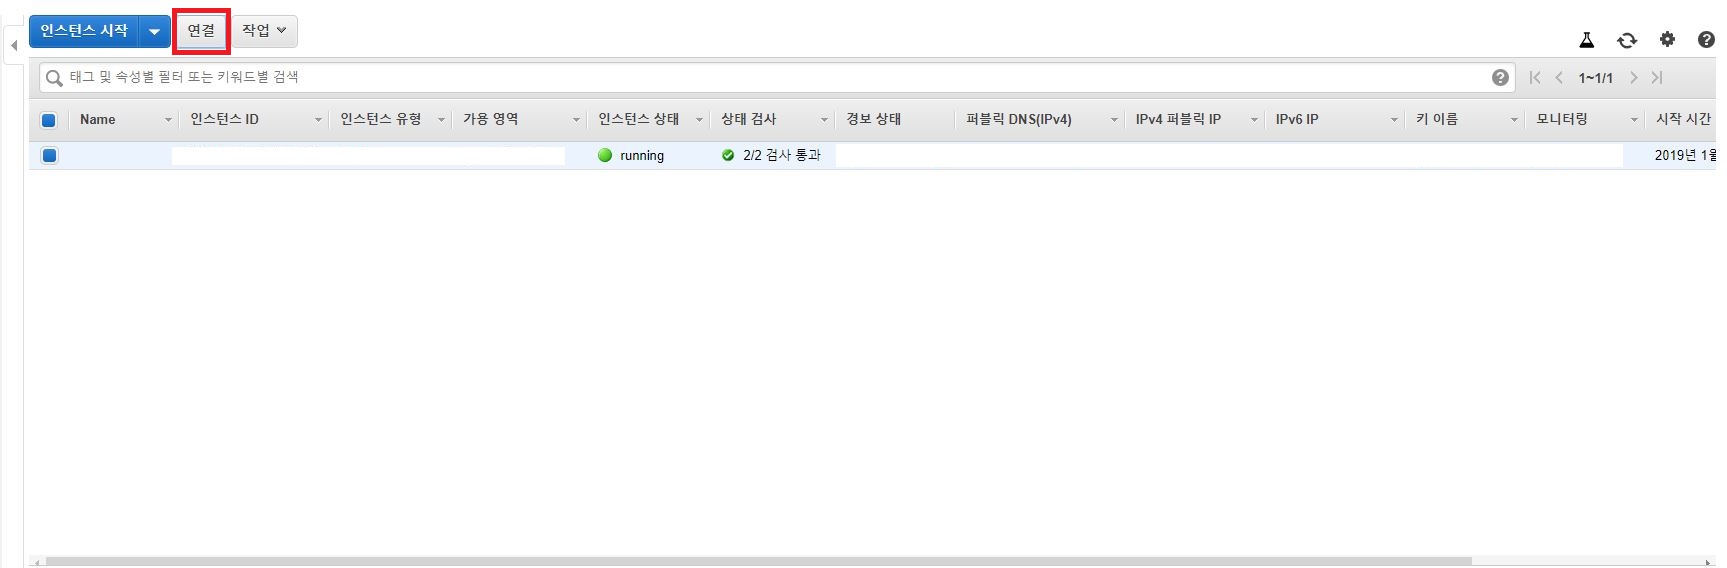 인스턴스 시작 연결 작업
태그 및 속성별 필터 또는 키워드별 검색 1~1/1
Name 인스턴스 ID 인스턴스 유형 가용 영역 인스턴스 상태 상태 검사 경보 상태 퍼블릭 DNS(IPv4) IPv4 퍼블릭 IP IPv6 IP 키 이름 모니터링 시작 시간
running 2/2 검사 통과 2019년 1월